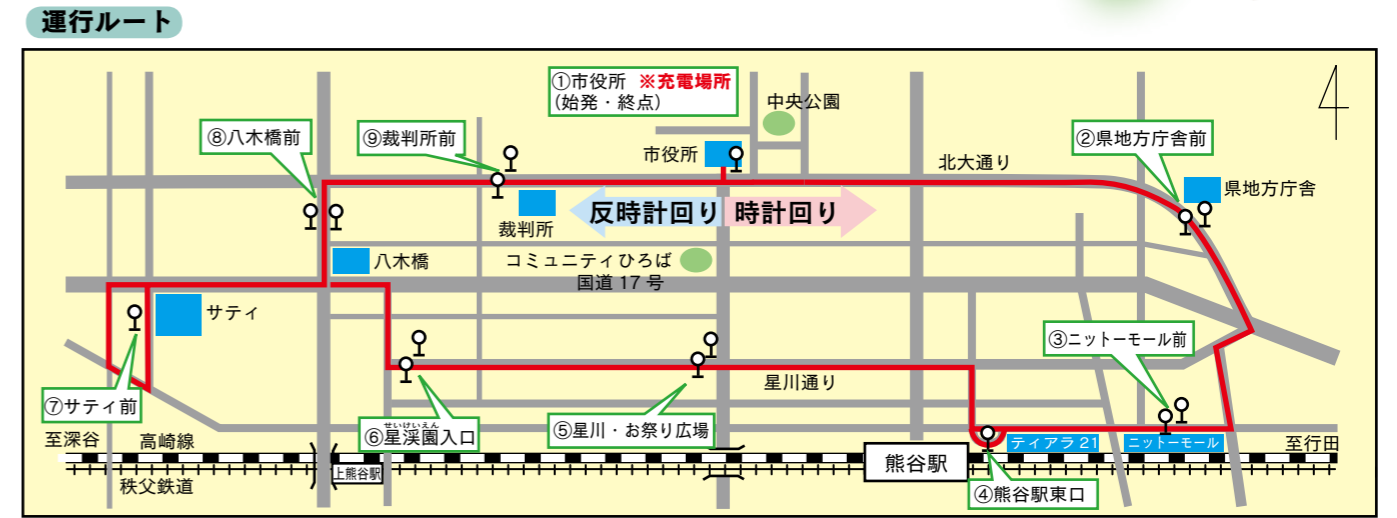 運行ルート
①市役所 ※充電場所
(始発・終点)
中央公園
⑧八木橋前
⑨裁判所前
②県地方庁舎前
市役所
北大通り
県地方庁舎
反時計回り
時計回り
裁判所
八木橋
コミュニティひろば
国道17号
サティ
③ニットーモール前
星川通り
⑦サティ前
せいけいえん
⑥星渓園入口
⑤星川・お祭り広場
至深谷
高崎線
ティアラ21
ニットーモール
至行田
熊谷駅
上熊谷駅
秩父鉄道
④熊谷駅東口